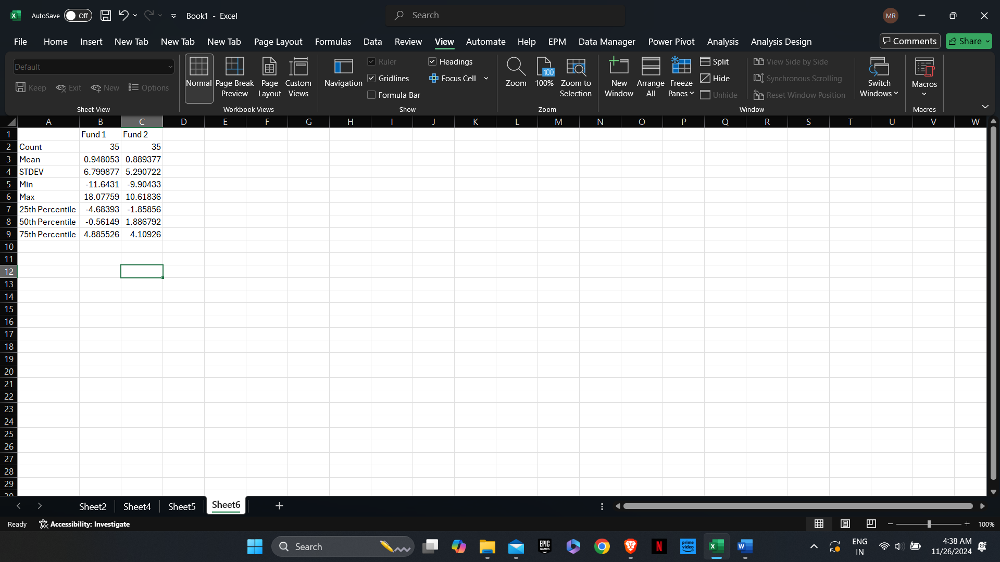 AutoSave Off Book1 - Excel Search MR
File Home Insert New Tab New Tab New Tab Page Layout Formulas Data Review View Automate Help EPM Data Manager Power Pivot Analysis Analysis Design Comments Share
Default
Keep Exit New Options
Sheet View
Normal
Page Break Preview
Page Layout
Custom Views
Workbook Views
Navigation
Ruler
Gridlines
Formula Bar
Headings
Focus Cell
Show
Zoom
100
100%
Zoom to Selection
Zoom
New Window
Arrange All
Freeze Panes
Split
Hide
Unhide
View Side by Side
Synchronous Scrolling
Reset Window Position
Switch Windows
Window
Macros
Macros
A B C D E F G H I J K L M N O P Q R S T U V W
1 Fund 1 Fund 2
2 Count 35 35
3 Mean 0.948053 0.889377
4 STDEV 6.799877 5.290722
5 Min -11.6431 -9.90433
6 Max 18.07759 10.61836
7 25th Percentile -4.68393 -1.85856
8 50th Percentile -0.56149 1.886792
9 75th Percentile 4.885526 4.10926
10
11
12
13
14
15
16
17
18
19
20
21
22
23
24
25
26
27
28
29
30
Sheet2 Sheet4 Sheet5 Sheet6
Ready Accessibility: Investigate 100%
Search
EPIC GAMES
N
prime video
X
W
ENG
IN
4:38 AM
11/26/2024